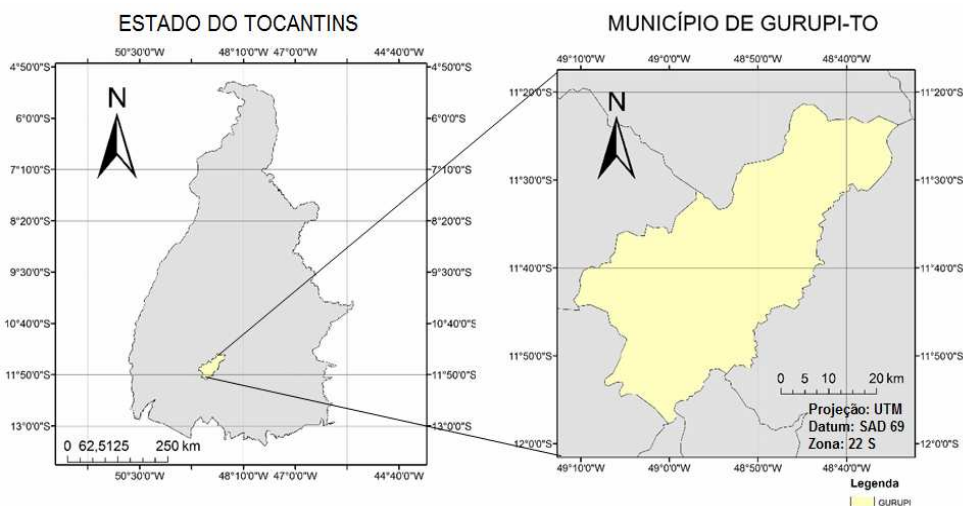 ESTADO DO TOCANTINS
50°30'0"W 48°10'0"W 47°0'0"W 44°40'0"W
4°50'0"S 4°50'0"S
N
6°0'0"S 6°0'0"S
7°10'0"S 7°10'0"S
8°20'0"S 8°20'0"S
9°30'0"S 9°30'0"S
10°40'0"S 10°40'0"S
11°50'0"S 11°50'0"S
13°0'0"S 13°0'0"S
0 62,5125 250 km
50°30'0"W 48°10'0"W 47°0'0"W 44°40'0"W
MUNICÍPIO DE GURUPI-TO
49°10'0"W 49°0'0"W 48°50'0"W 48°40'0"W
11°20'0"S 11°20'0"S
N
11°30'0"S 11°30'0"S
11°40'0"S 11°40'0"S
11°50'0"S 11°50'0"S
0 5 10 20 km
Projeção: UTM
Datum: SAD 69
Zona: 22 S
12°0'0"S 12°0'0"S
49°10'0"W 49°0'0"W 48°50'0"W 48°40'0"W
Legenda
GURUPI